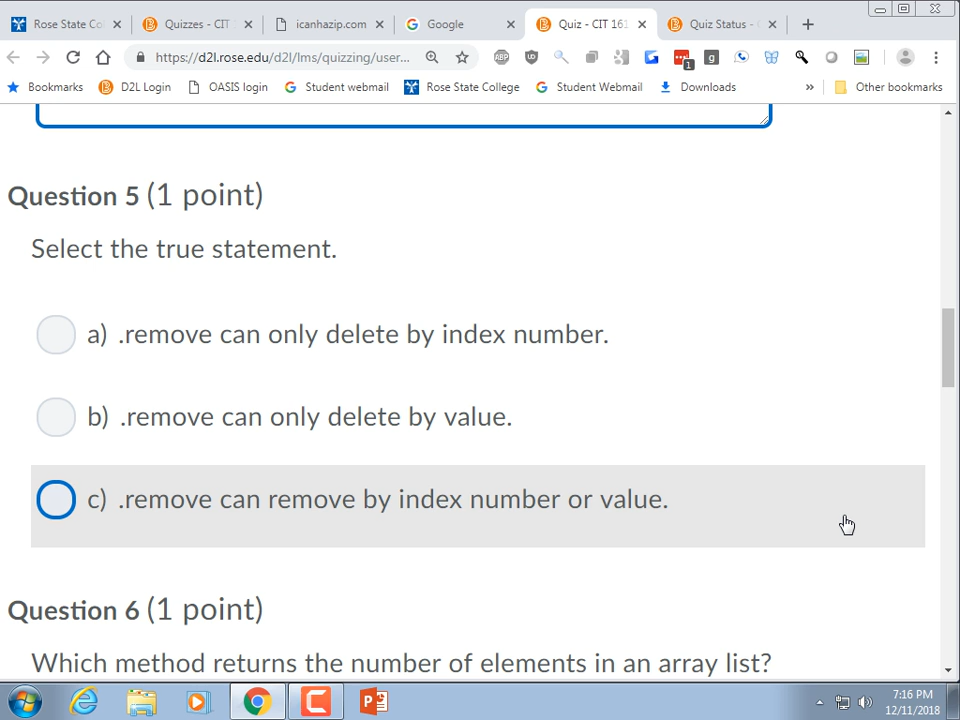 Rose State Co
Quizzes - CIT
icanhazip.com
Google
Quiz - CIT 161
Quiz Status -
https://d2l.rose.edu/d2l/lms/quizzing/user...
ABP
1
g
Bookmarks
D2L Login
OASIS login
Student webmail
Rose State College
Student Webmail
Downloads
»
Other bookmarks
Question 5 (1 point)
Select the true statement.
a) .remove can only delete by index number.
b) .remove can only delete by value.
c) .remove can remove by index number or value.
Question 6 (1 point)
Which method returns the number of elements in an array list?
7:16 PM
12/11/2018